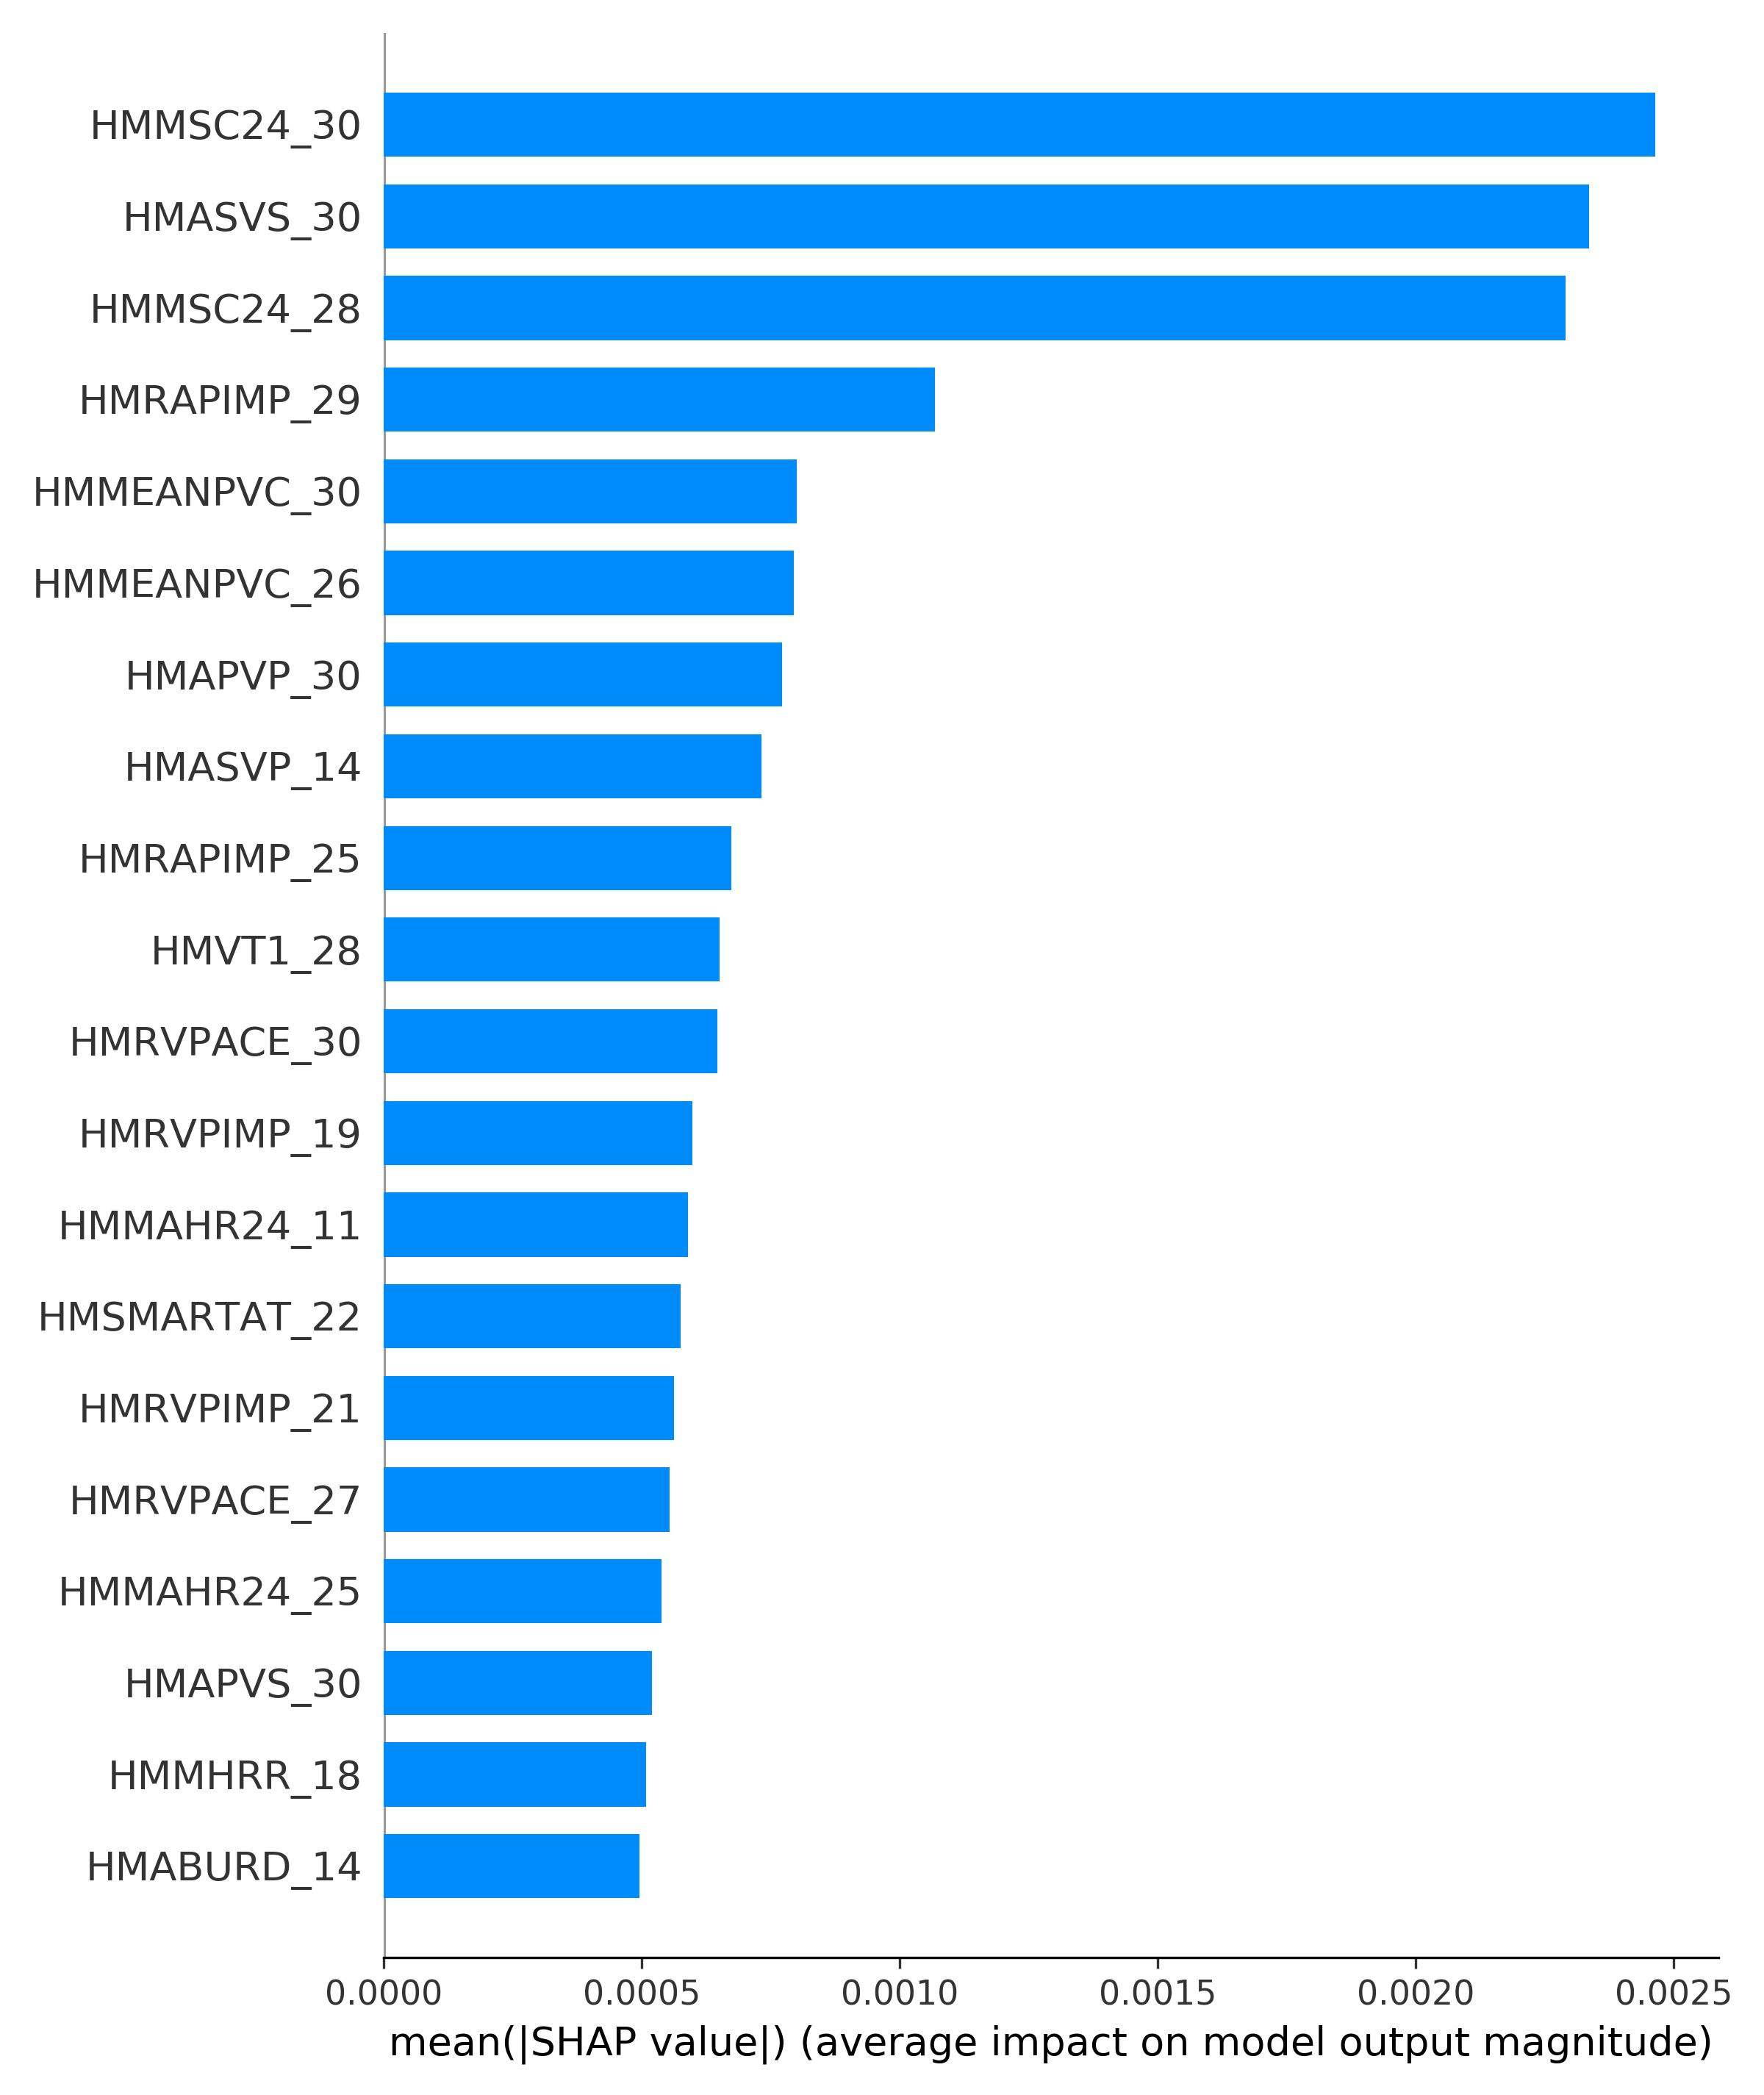 HMMSC24_30
HMASVS_30
HMMSC24_28
HMRAPIMP_29
HMMEANPVC_30
HMMEANPVC_26
HMAPVP_30
HMASVP_14
HMRAPIMP_25
HMVT1_28
HMRVPACE_30
HMRVPIMP_19
HMMAHR24_11
HMSMARTAT_22
HMRVPIMP_21
HMRVPACE_27
HMMAHR24_25
HMAPVS_30
HMMHRR_18
HMABURD_14
0.0000 0.0005 0.0010 0.0015 0.0020 0.0025
mean(|SHAP value|) (average impact on model output magnitude)